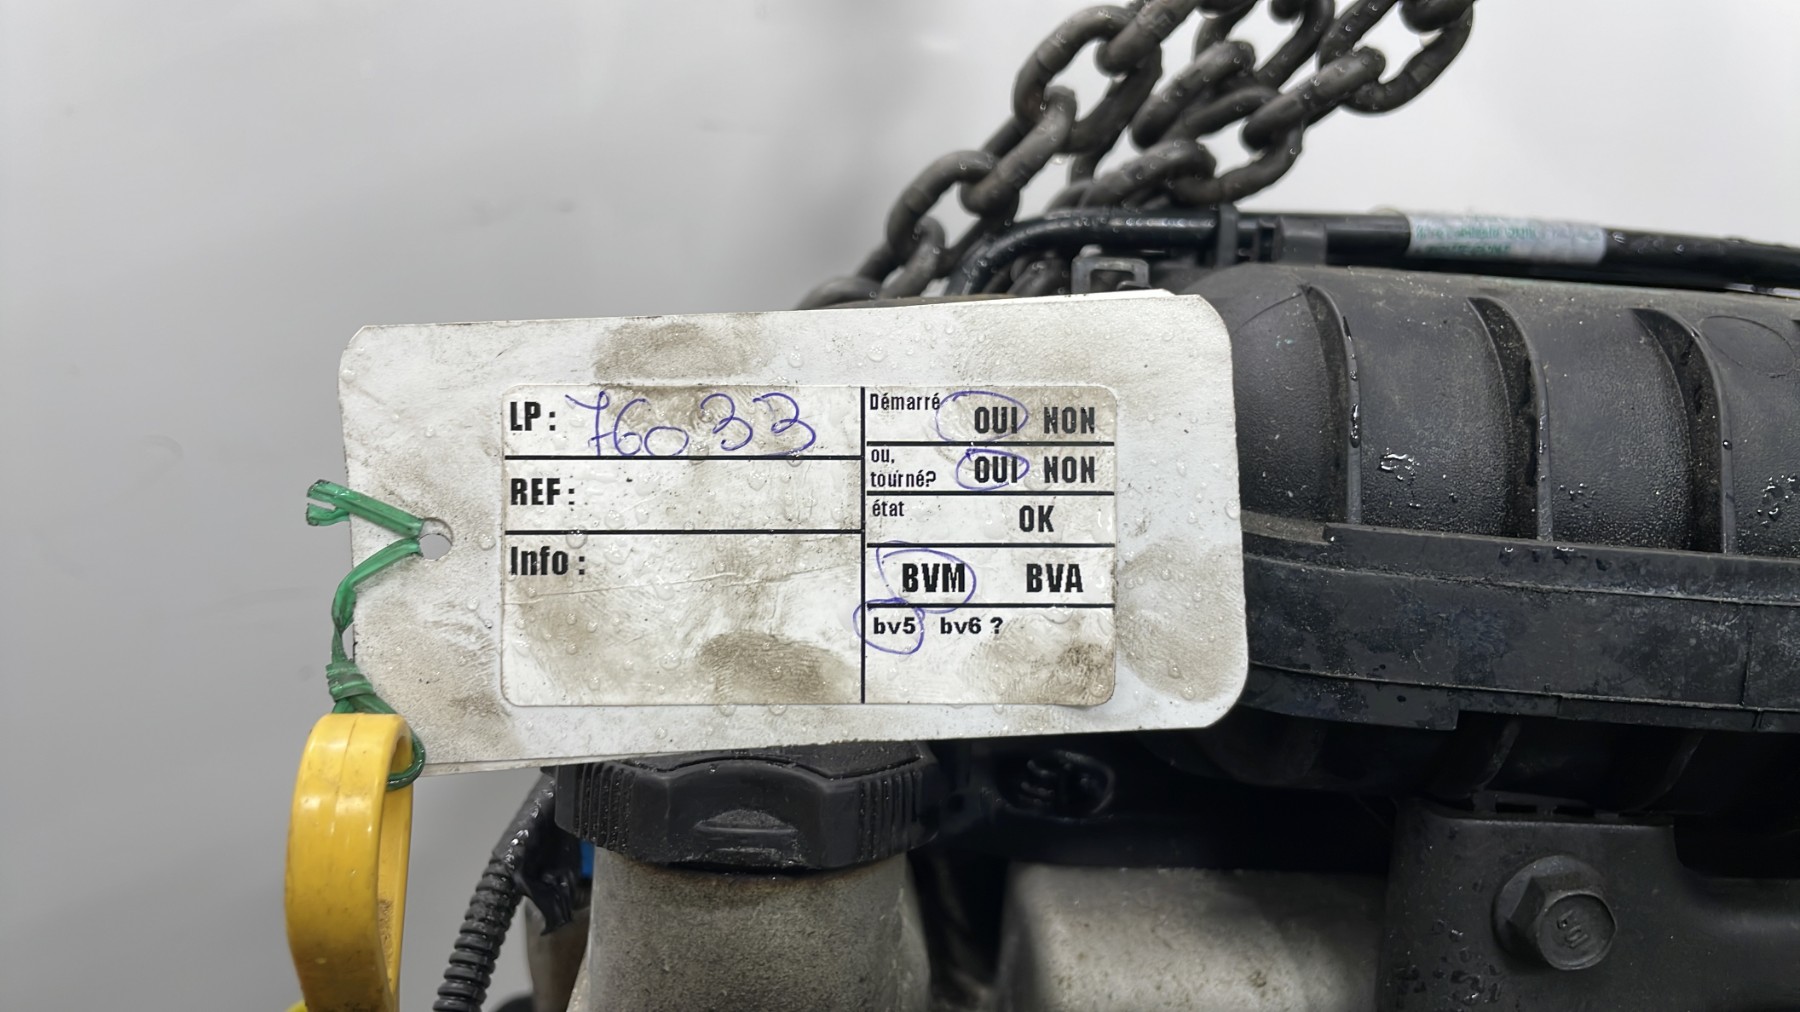 LP: 76033
REF:
Info:
Démarré OUI NON
ou,
tourné? OUI NON
état OK
BVM BVA
bv5 bv6 ?